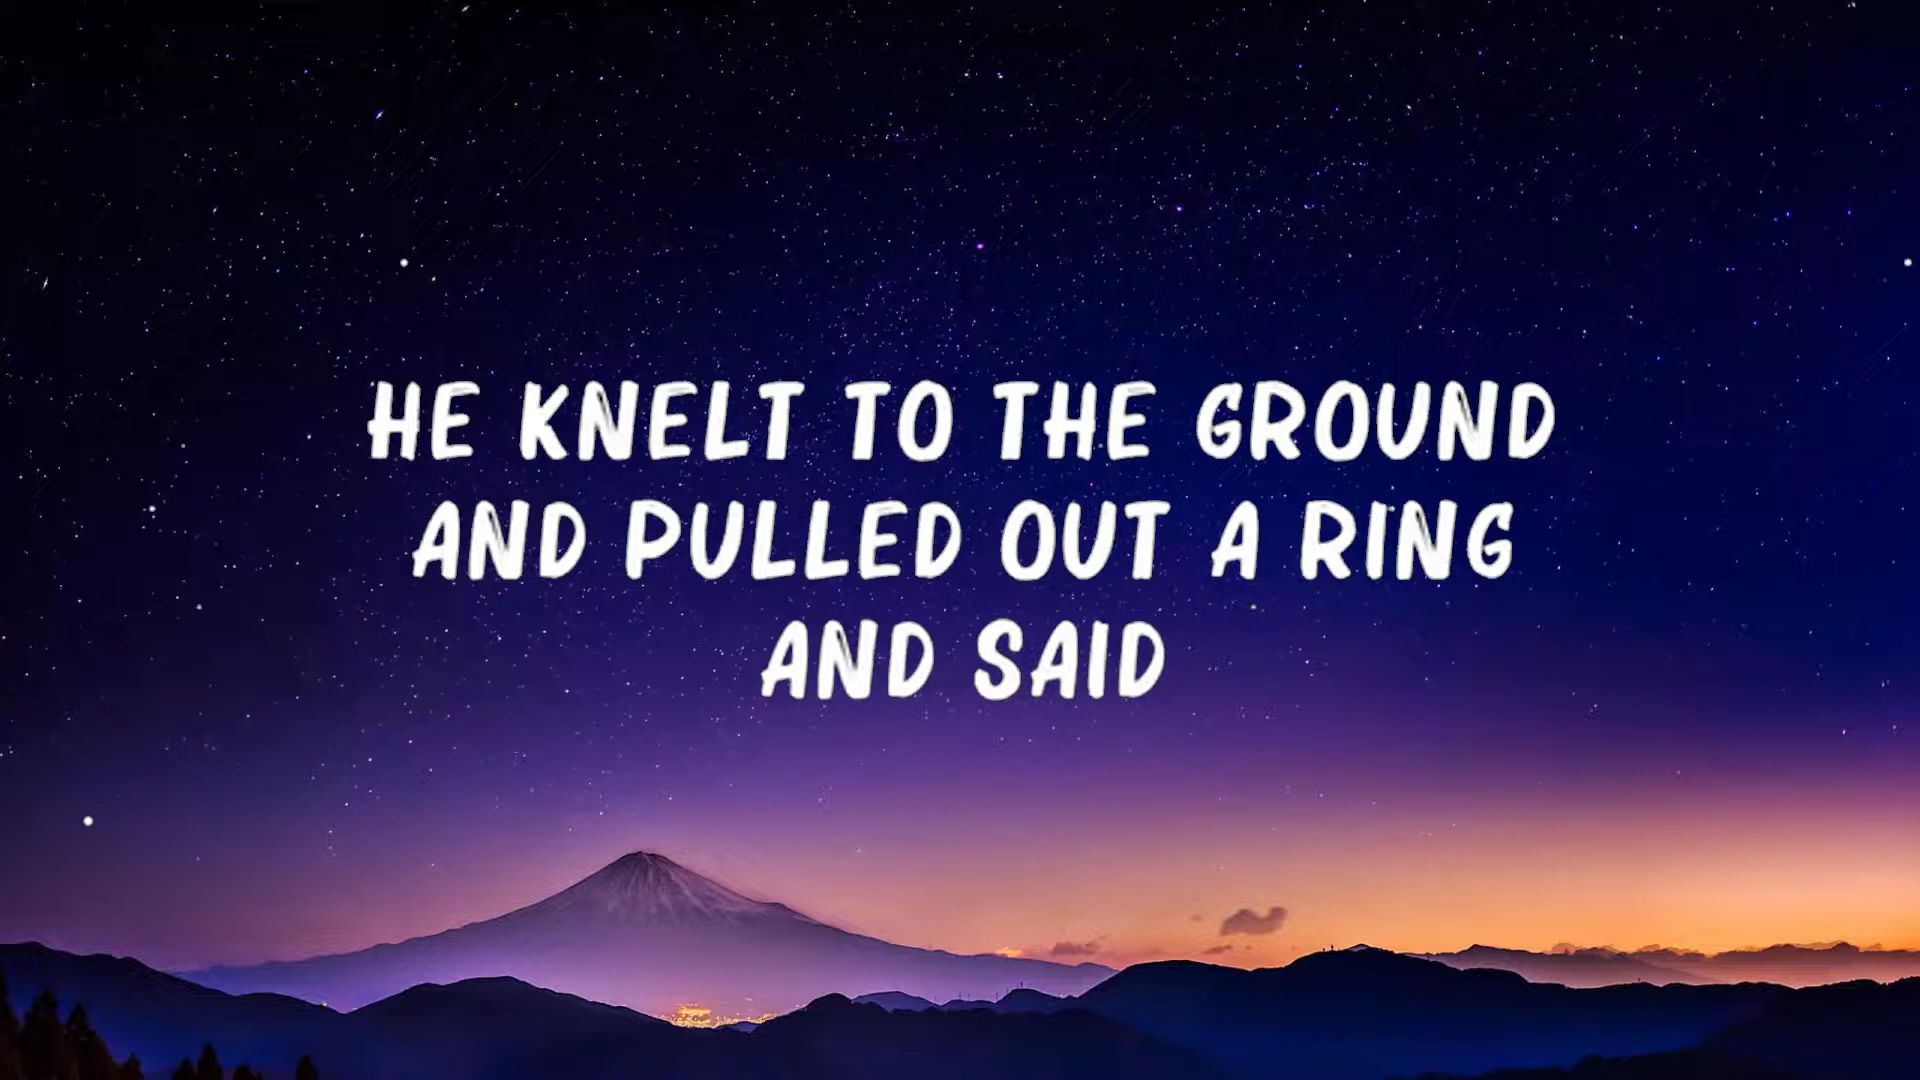 HE KNELT TO THE GROUND
AND PULLED OUT A RING
AND SAID